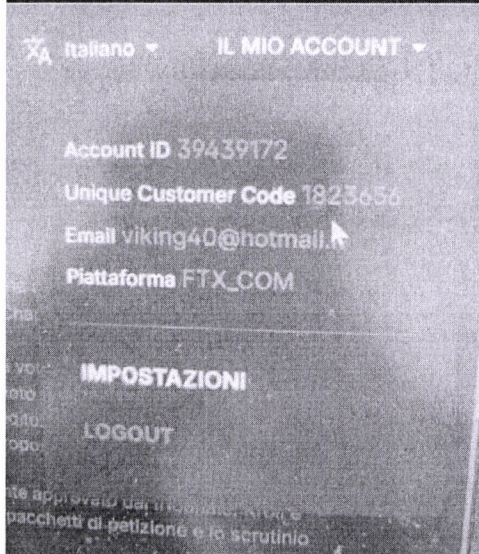 Italiano
IL MIO ACCOUNT
Account ID 39439172
Unique Customer Code 1823656
Email viking40@hotmail.
Piattaforma FTX_COM
IMPOSTAZIONI
LOGOUT
pacchetti di petizione e lo scrutinio